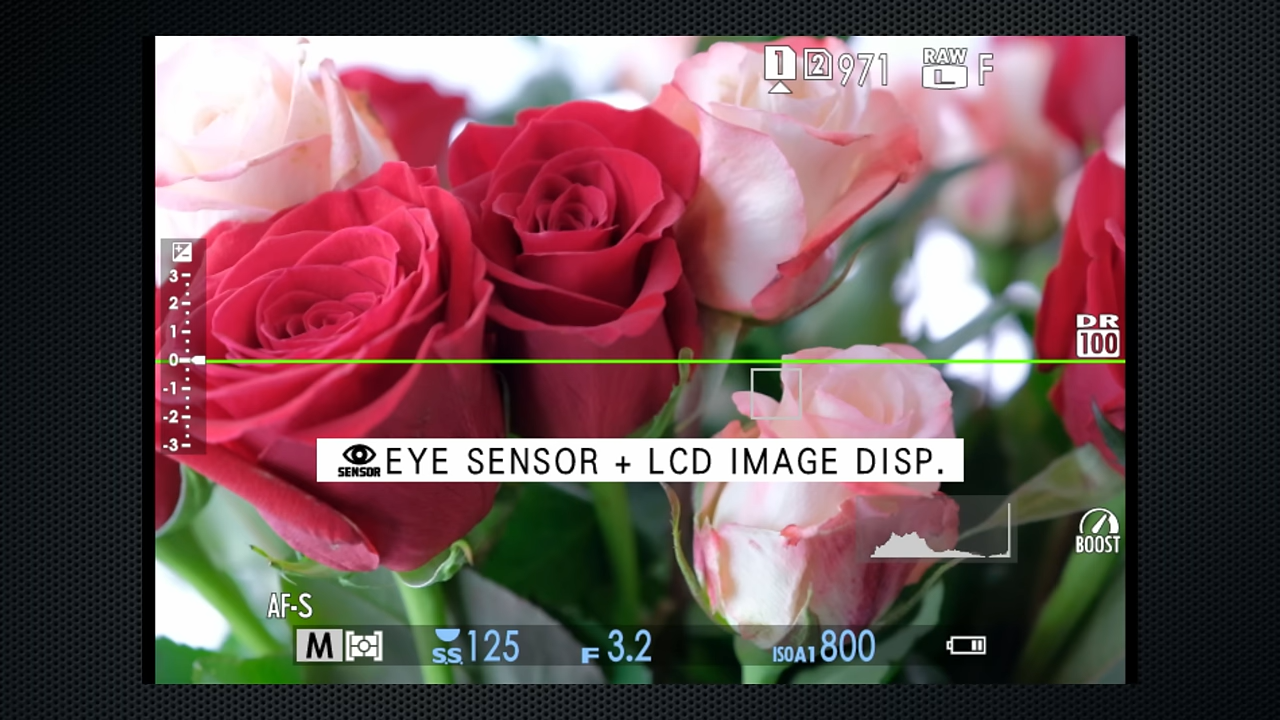 1 2 971 RAW L F
3
2
1
0
-1
-2
-3
DR
100
SENSOR EYE SENSOR + LCD IMAGE DISP.
BOOST
AF-S
M S.S. 125 F 3.2 ISO A1 800